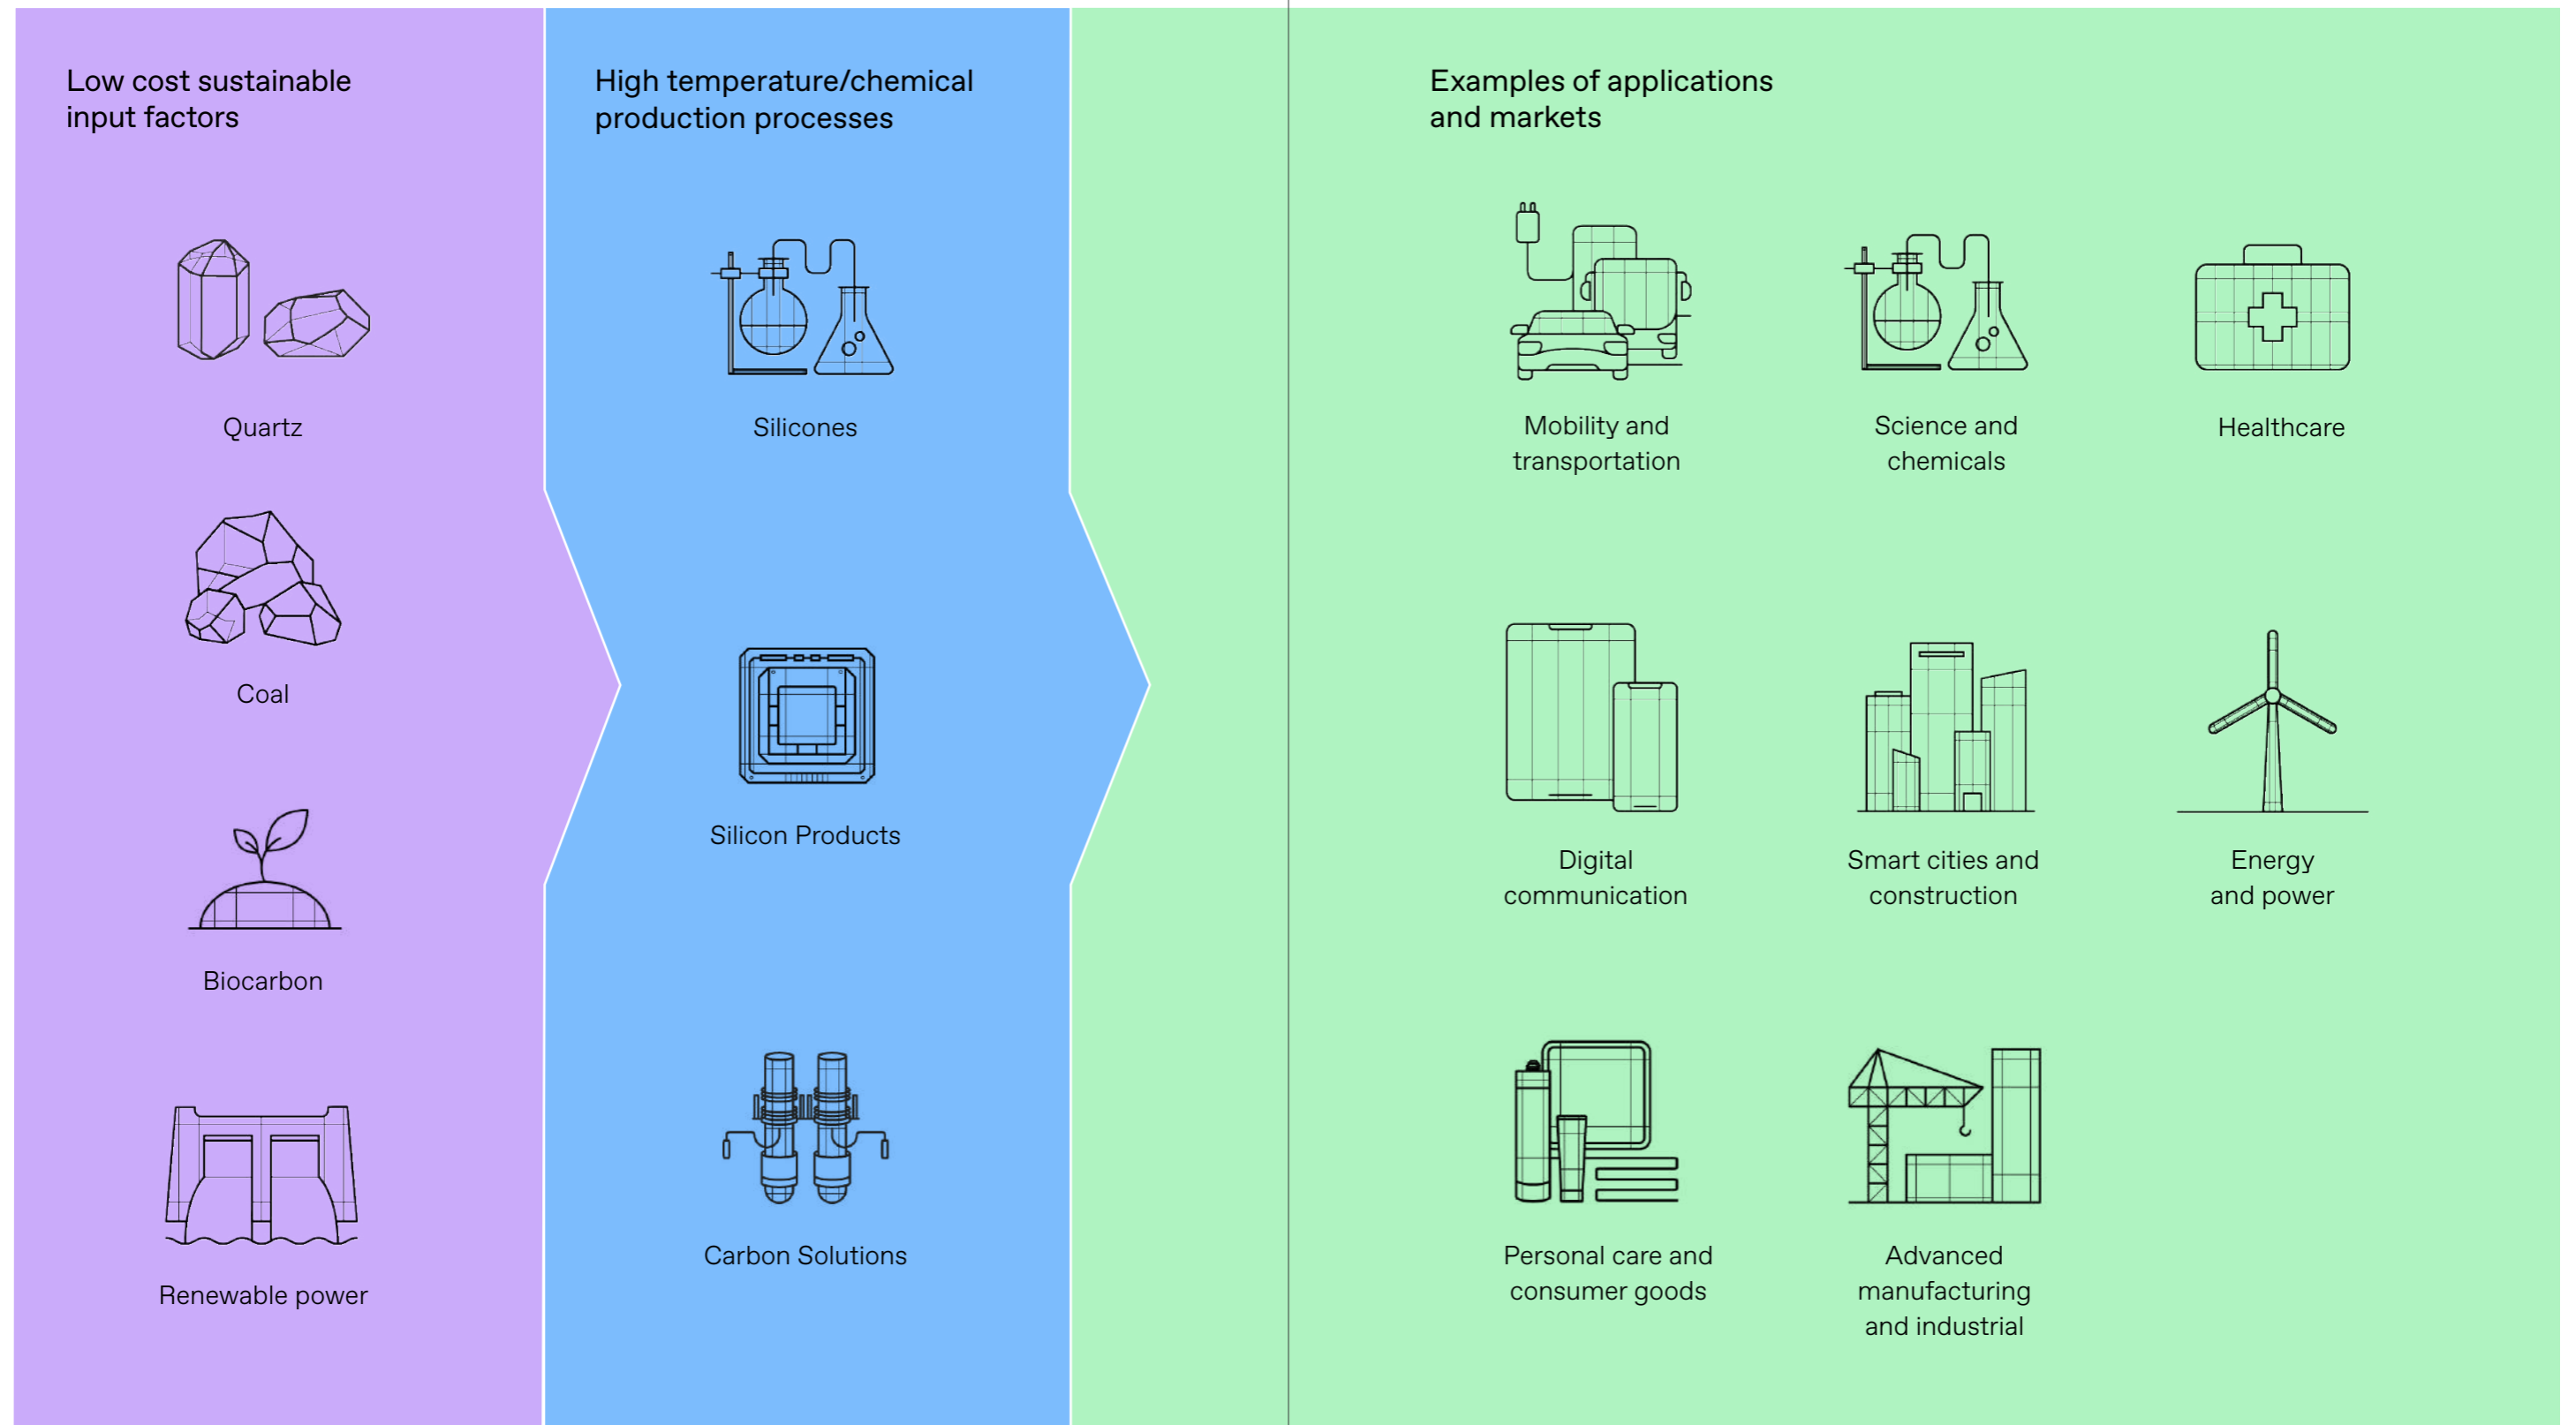 Low cost sustainable
input factors
Quartz
Coal
Biocarbon
Renewable power
High temperature/chemical
production processes
Silicones
Silicon Products
Carbon Solutions
Examples of applications
and markets
Mobility and
transportation
Science and
chemicals
Healthcare
Digital
communication
Smart cities and
construction
Energy
and power
Personal care and
consumer goods
Advanced
manufacturing
and industrial